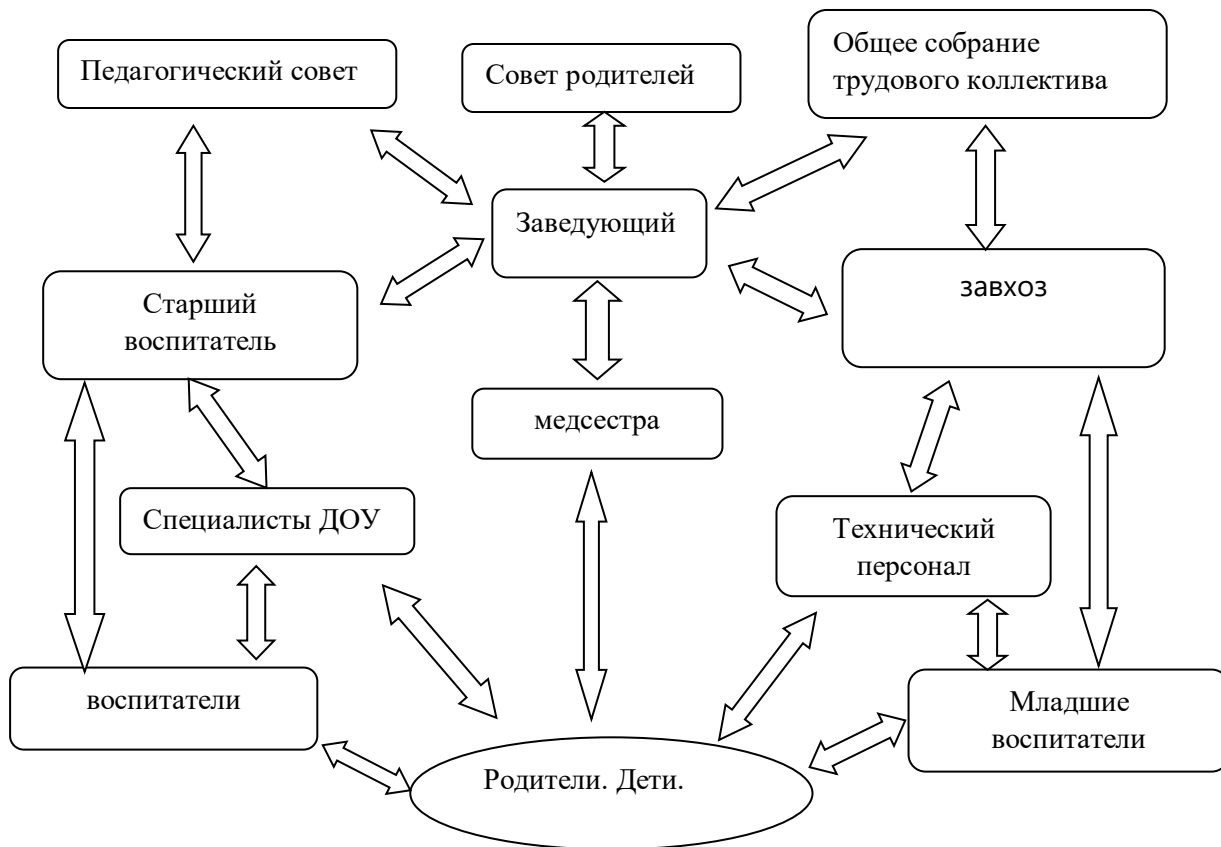 Педагогический совет
Совет родителей
Общее собрание
трудового коллектива
Заведующий
Старший
воспитатель
завхоз
медсестра
Специалисты ДОУ
Технический
персонал
воспитатели
Младшие
воспитатели
Родители. Дети.